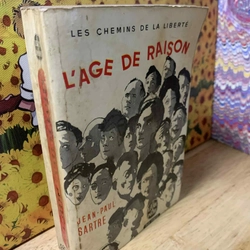 LES CHEMINS DE LA LIBERTÉ
L'AGE DE RAISON
JEAN-PAUL
SARTRE